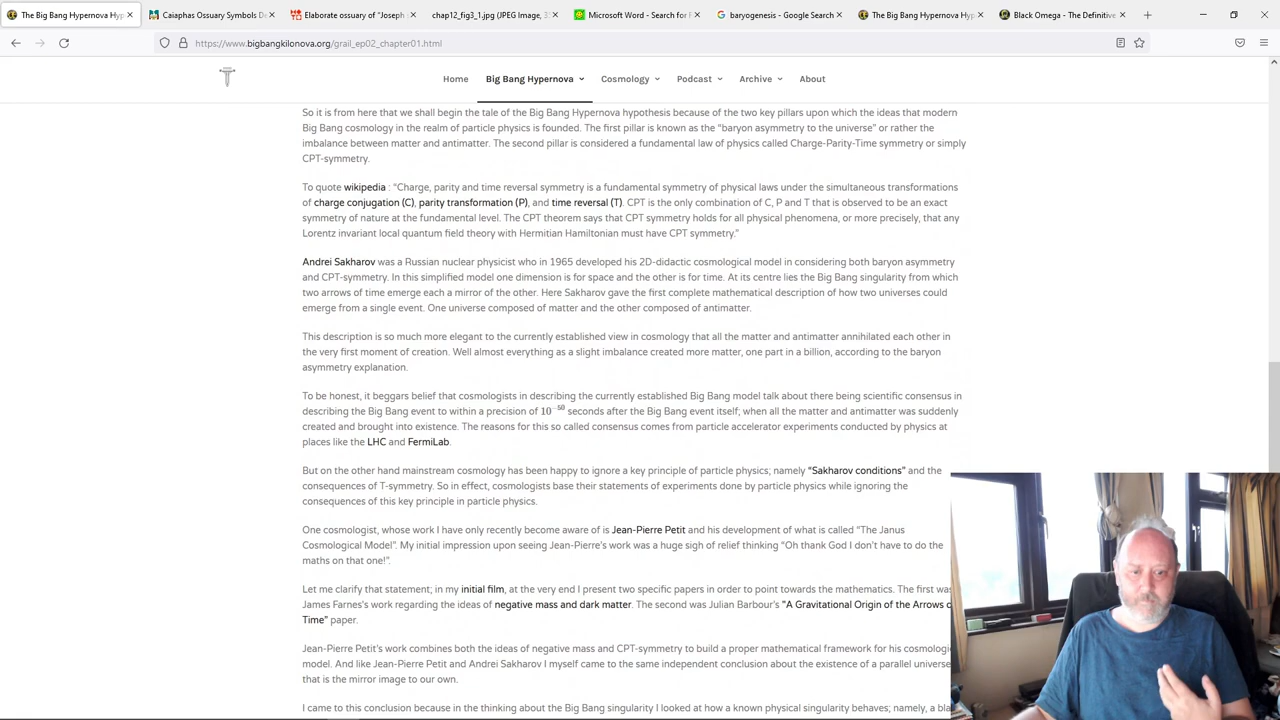 The Big Bang Hypernova Hy
Caiaphas Ossuary Symbols De
Elaborate ossuary of "Joseph
chap12_fig3_1.jpg (JPEG Image, 3
Microsoft Word - Search for F
baryogenesis - Google Search
The Big Bang Hypernova Hyp
Black Omega - The Definitive
https://www.bigbangkilonova.org/grail_ep02_chapter01.html
Home Big Bang Hypernova Cosmology Podcast Archive About
So it is from here that we shall begin the tale of the Big Bang Hypernova hypothesis because of the two key pillars upon which the ideas that modern
Big Bang cosmology in the realm of particle physics is founded. The first pillar is known as the “baryon asymmetry to the universe” or rather the
imbalance between matter and antimatter. The second pillar is considered a fundamental law of physics called Charge-Parity-Time symmetry or simply
CPT-symmetry.
To quote wikipedia : “Charge, parity and time reversal symmetry is a fundamental symmetry of physical laws under the simultaneous transformations
of charge conjugation (C), parity transformation (P), and time reversal (T). CPT is the only combination of C, P and T that is observed to be an exact
symmetry of nature at the fundamental level. The CPT theorem says that CPT symmetry holds for all physical phenomena, or more precisely, that any
Lorentz invariant local quantum field theory with Hermitian Hamiltonian must have CPT symmetry.”
Andrei Sakharov was a Russian nuclear physicist who in 1965 developed his 2D-didactic cosmological model in considering both baryon asymmetry
and CPT-symmetry. In this simplified model one dimension is for space and the other is for time. At its centre lies the Big Bang singularity from which
two arrows of time emerge each a mirror of the other. Here Sakharov gave the first complete mathematical description of how two universes could
emerge from a single event. One universe composed of matter and the other composed of antimatter.
This description is so much more elegant to the currently established view in cosmology that all the matter and antimatter annihilated each other in
the very first moment of creation. Well almost everything as a slight imbalance created more matter, one part in a billion, according to the baryon
asymmetry explanation.
To be honest, it beggars belief that cosmologists in describing the currently established Big Bang model talk about there being scientific consensus in
describing the Big Bang event to within a precision of 10⁻⁵⁰ seconds after the Big Bang event itself; when all the matter and antimatter was suddenly
created and brought into existence. The reasons for this so called consensus comes from particle accelerator experiments conducted by physics at
places like the LHC and FermiLab.
But on the other hand mainstream cosmology has been happy to ignore a key principle of particle physics; namely “Sakharov conditions” and the
consequences of T-symmetry. So in effect, cosmologists base their statements of experiments done by particle physics while ignoring the
consequences of this key principle in particle physics.
One cosmologist, whose work I have only recently become aware of is Jean-Pierre Petit and his development of what is called “The Janus
Cosmological Model”. My initial impression upon seeing Jean-Pierre's work was a huge sigh of relief thinking “Oh thank God I don't have to do the
maths on that one!”.
Let me clarify that statement; in my initial film, at the very end I present two specific papers in order to point towards the mathematics. The first was
James Farnes's work regarding the ideas of negative mass and dark matter. The second was Julian Barbour's "A Gravitational Origin of the Arrows o
Time” paper.
Jean-Pierre Petit's work combines both the ideas of negative mass and CPT-symmetry to build a proper mathematical framework for his cosmolog
model. And like Jean-Pierre Petit and Andrei Sakharov I myself came to the same independent conclusion about the existence of a parallel universe
that is the mirror image to our own.
I came to this conclusion because in the thinking about the Big Bang singularity I looked at how a known physical singularity behaves; namely, a bla